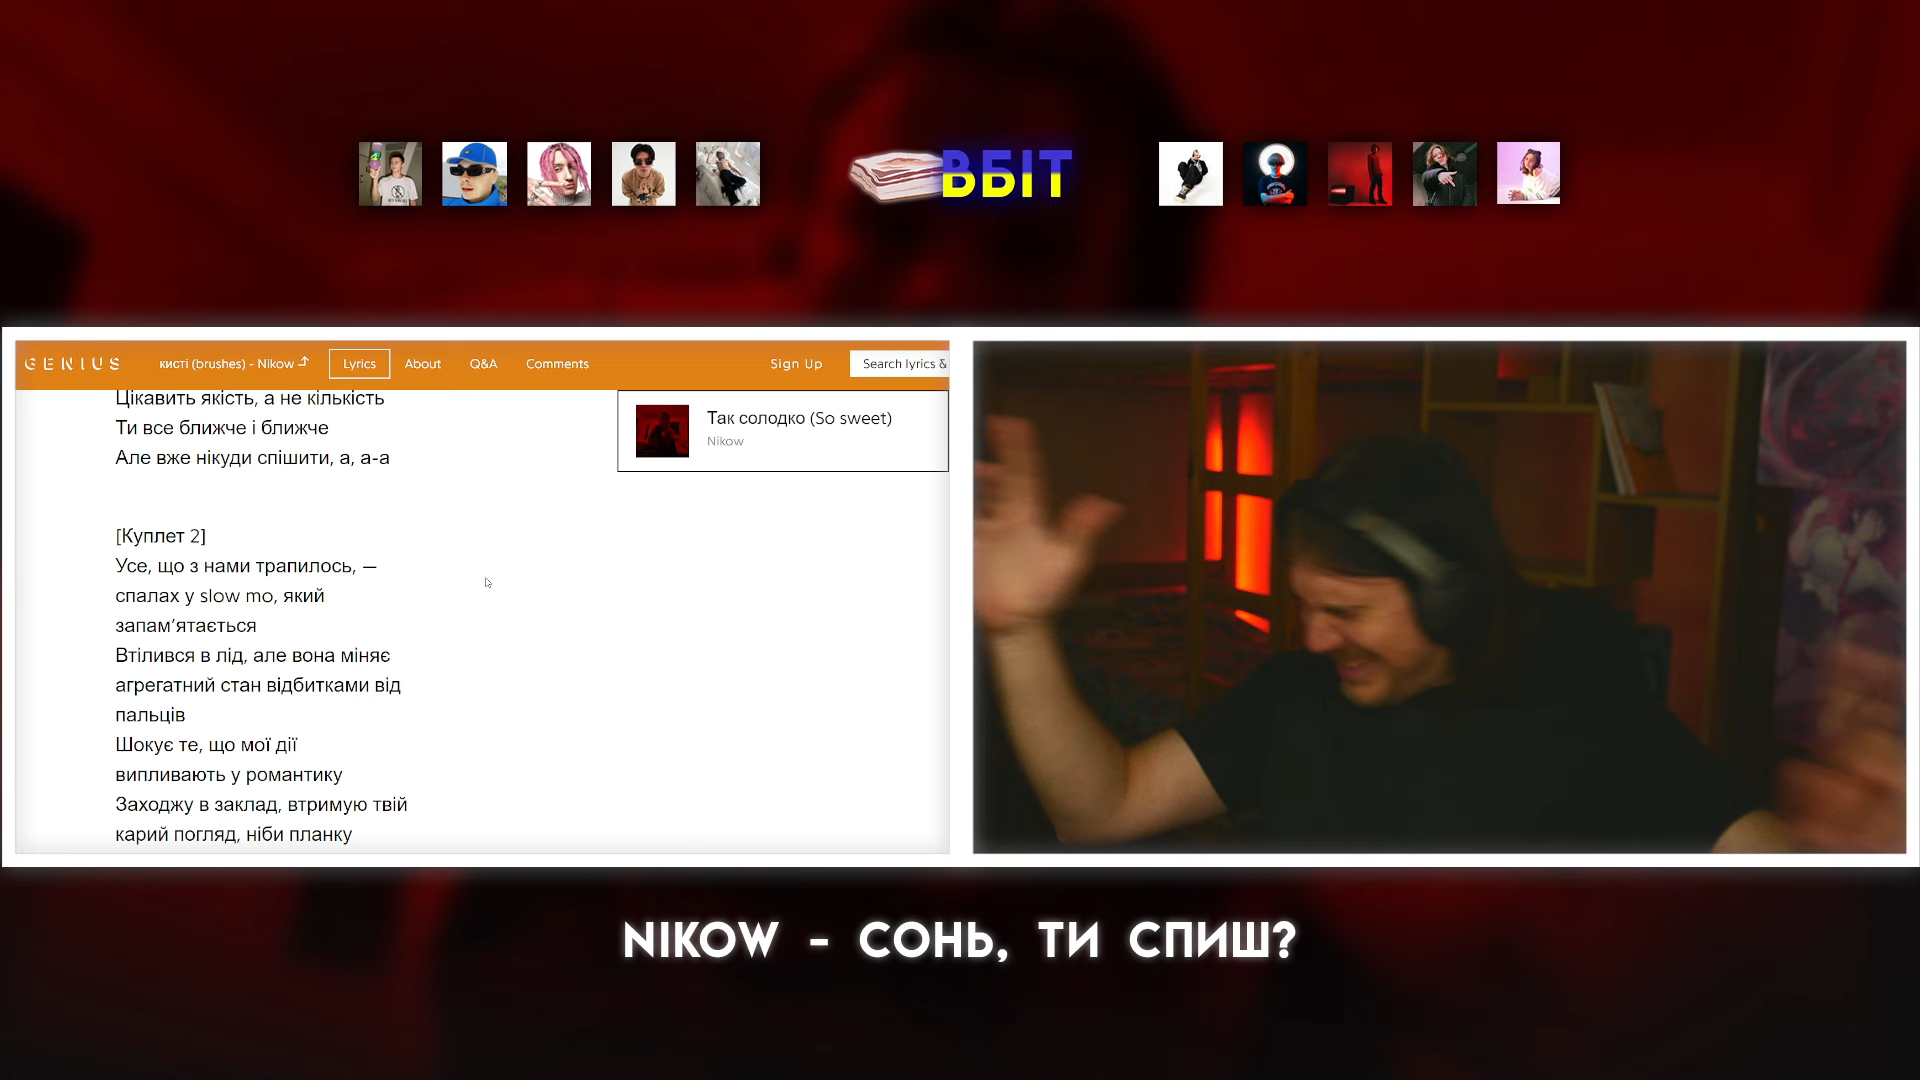 ВБІТ
GENIUS
кисті (brushes) - Nikow
Lyrics
About
Q&A
Comments
Sign Up
Search lyrics &
Цікавить якість, а не кількість
Ти все ближче і ближче
Але вже нікуди спішити, а, а-а
Так солодко (So sweet)
Nikow
[Куплет 2]
Усе, що з нами трапилось, —
спалах у slow mo, який
запам’ятається
Втілився в лід, але вона міняє
агрегатний стан відбитками від
пальців
Шокує те, що мої дії
випливають у романтику
Заходжу в заклад, втримую твій
карий погляд, ніби планку
NIKOW - СОНЬ, ТИ СПИШ?